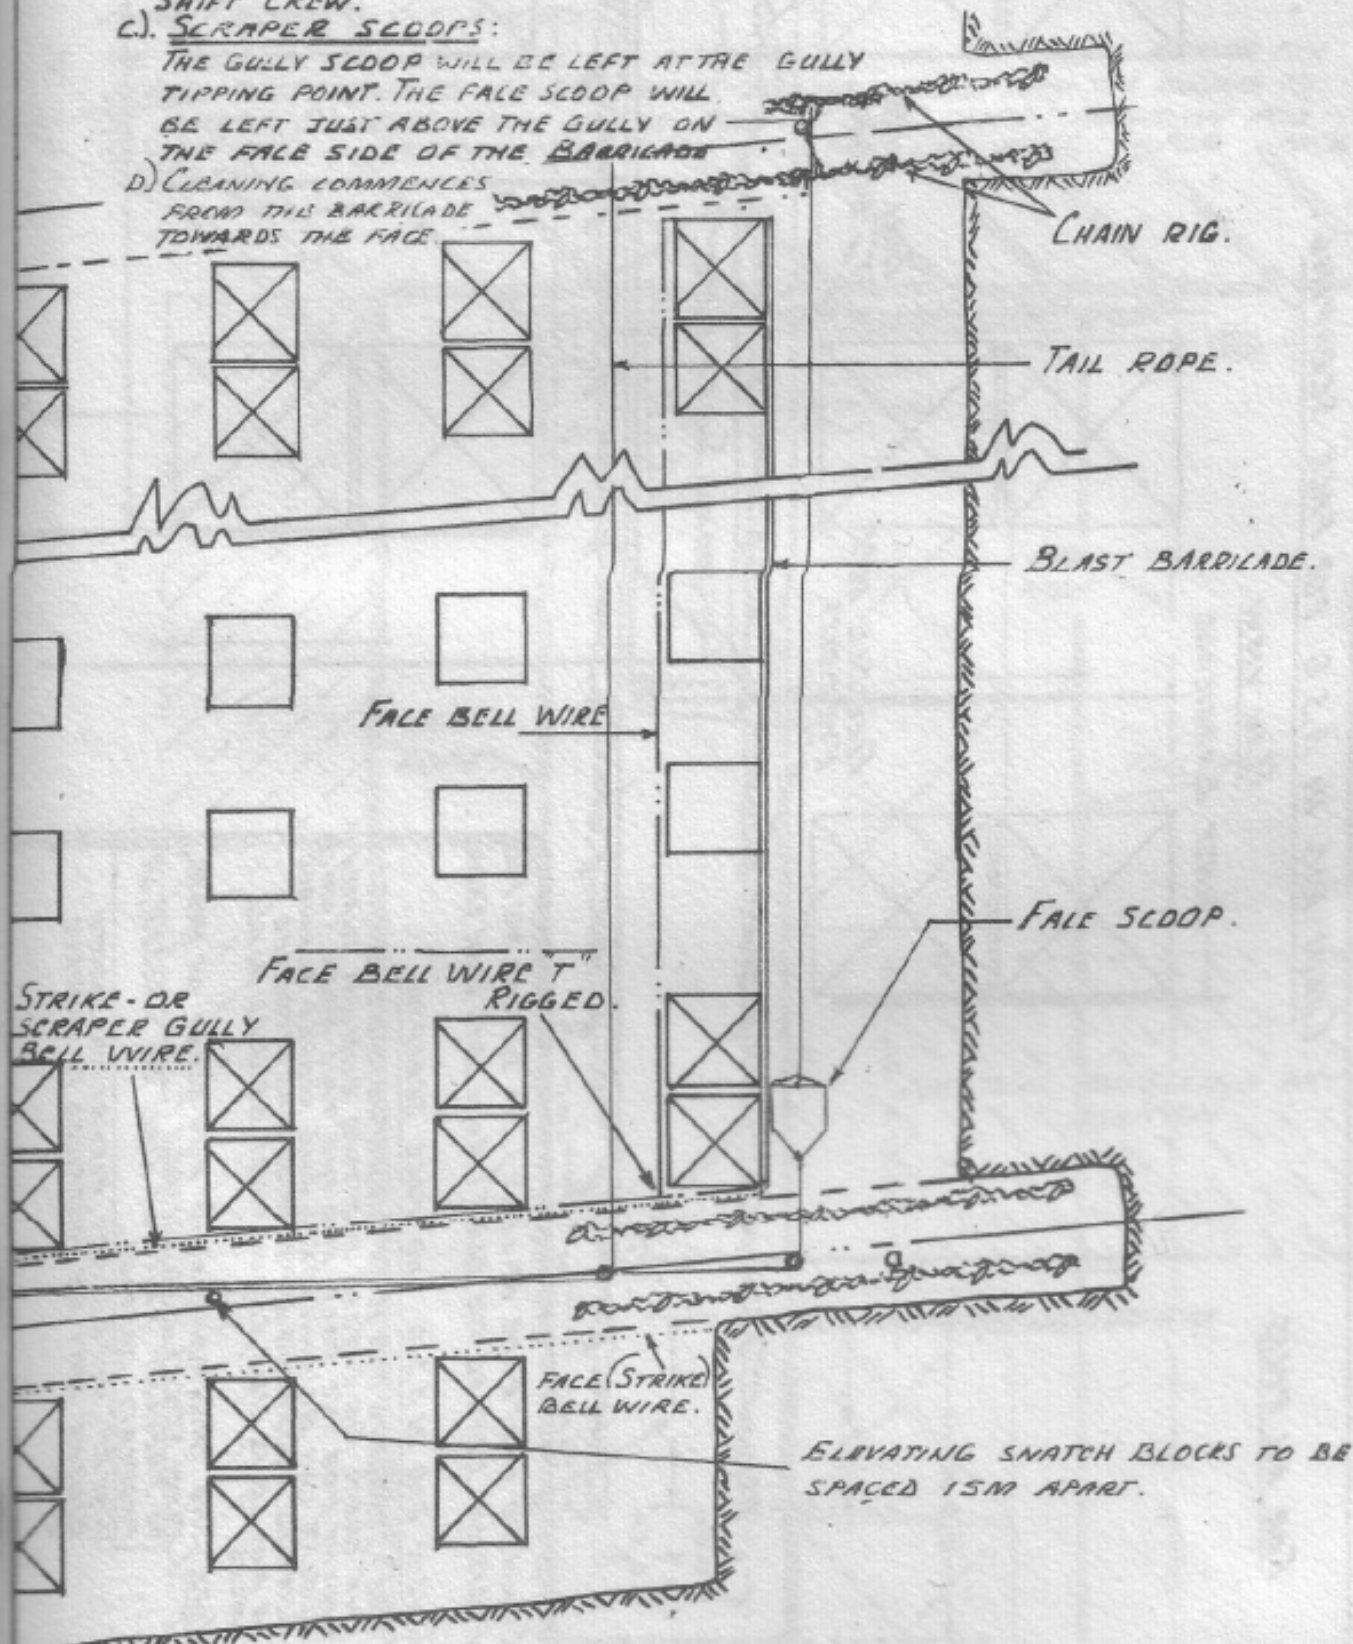 SHIFT CREW.
C.). SCRAPER SCOOPS:
THE GULLY SCOOP WILL BE LEFT AT THE GULLY
TIPPING POINT. THE FACE SCOOP WILL
BE LEFT JUST ABOVE THE GULLY ON
THE FACE SIDE OF THE BARRICADE
D) CLEANING COMMENCES
FROM THE BARRICADE
TOWARDS THE FACE.
CHAIN RIG.
TAIL ROPE.
BLAST BARRICADE.
FACE BELL WIRE
FACE SCOOP.
FACE BELL WIRE "T"
RIGGED.
STRIKE - OR
SCRAPER GULLY
BELL WIRE.
FACE (STRIKE)
BELL WIRE.
ELEVATING SNATCH BLOCKS TO BE
SPACED 15M APART.